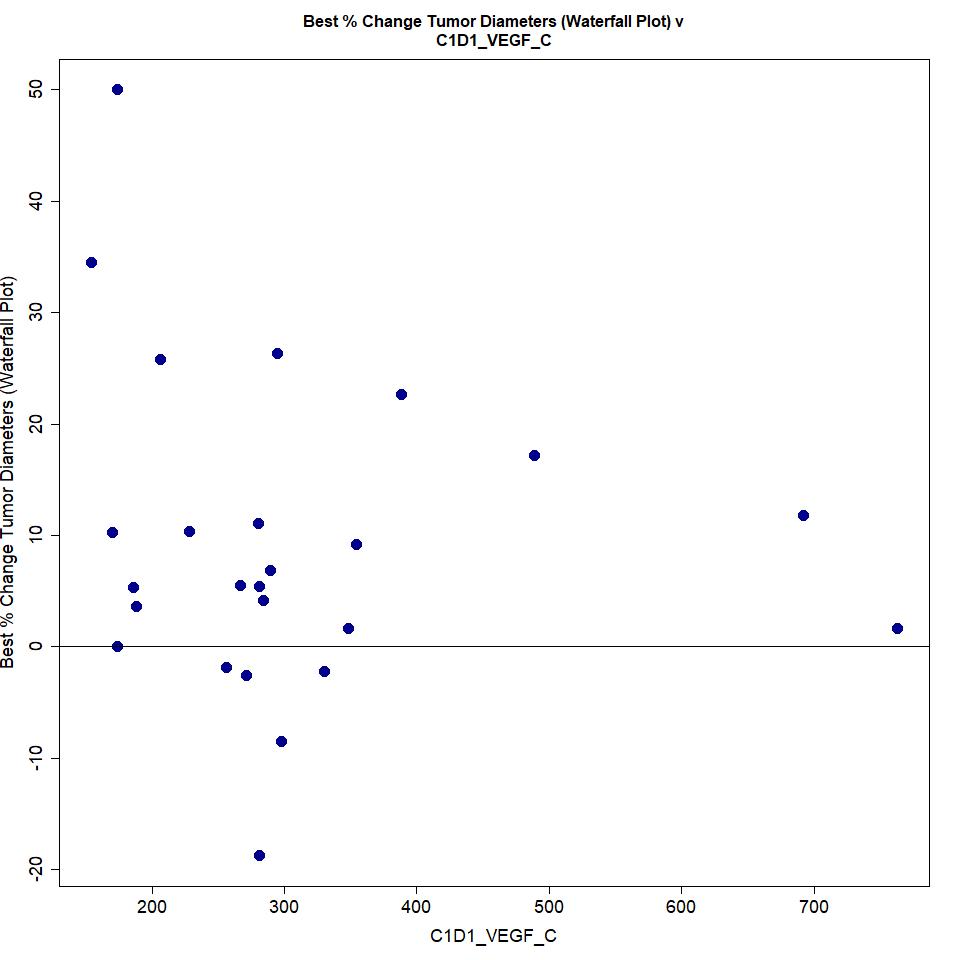 Best % Change Tumor Diameters (Waterfall Plot) v
C1D1_VEGF_C
Best % Change Tumor Diameters (Waterfall Plot)
50
40
30
20
10
0
-10
-20
200 300 400 500 600 700
C1D1_VEGF_C